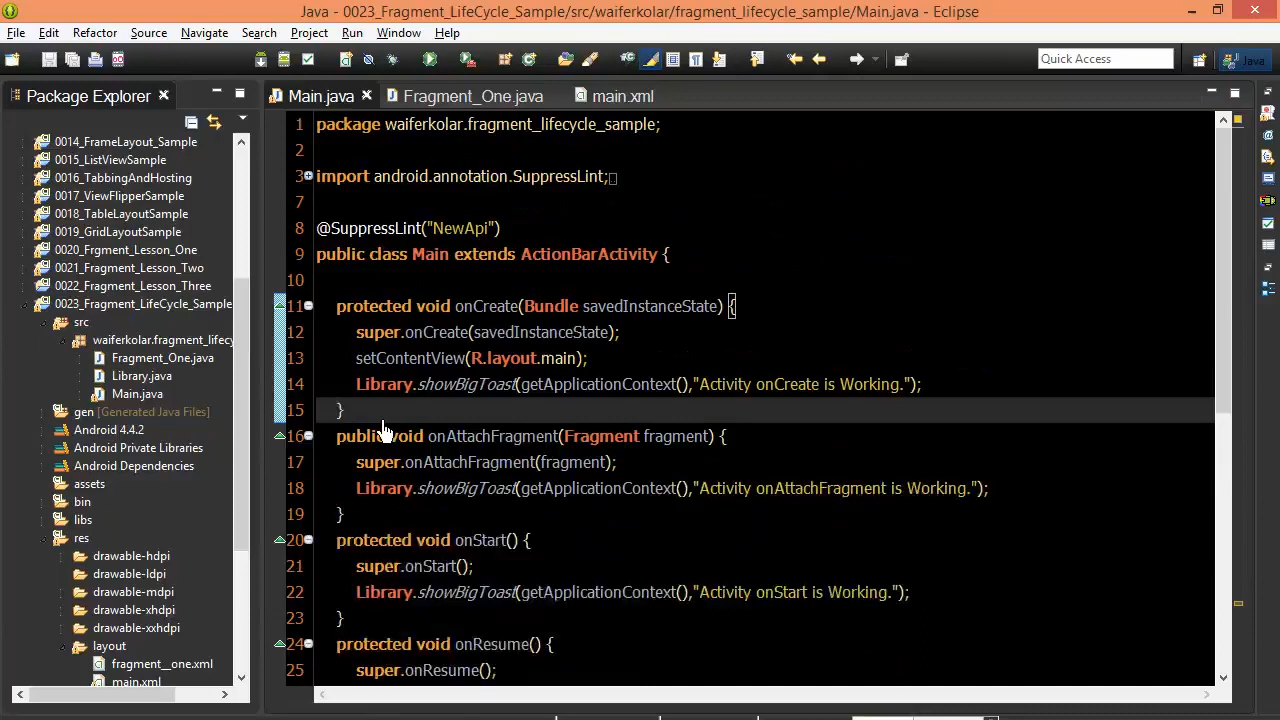 Java - 0023_Fragment_LifeCycle_Sample/src/waiferkolar/fragment_lifecycle_sample/Main.java - Eclipse
File Edit Refactor Source Navigate Search Project Run Window Help
Quick Access
Java
Package Explorer
Main.java Fragment_One.java main.xml
0014_FrameLayout_Sample
0015_ListViewSample
0016_TabbingAndHosting
0017_ViewFlipperSample
0018_TableLayoutSample
0019_GridLayoutSample
0020_Frgment_Lesson_One
0021_Fragment_Lesson_Two
0022_Fragment_Lesson_Three
0023_Fragment_LifeCycle_Sample
src
waiferkolar.fragment_lifecy
Fragment_One.java
Library.java
Main.java
gen [Generated Java Files]
Android 4.4.2
Android Private Libraries
Android Dependencies
assets
bin
libs
res
drawable-hdpi
drawable-ldpi
drawable-mdpi
drawable-xhdpi
drawable-xxhdpi
layout
fragment__one.xml
main.xml
1 package waiferkolar.fragment_lifecycle_sample;
2
3 import android.annotation.SuppressLint;
7
8 @SuppressLint("NewApi")
9 public class Main extends ActionBarActivity {
10
11 protected void onCreate(Bundle savedInstanceState) {
12 super.onCreate(savedInstanceState);
13 setContentView(R.layout.main);
14 Library.showBigToast(getApplicationContext(),"Activity onCreate is Working.");
15 }
16 public void onAttachFragment(Fragment fragment) {
17 super.onAttachFragment(fragment);
18 Library.showBigToast(getApplicationContext(),"Activity onAttachFragment is Working.");
19 }
20 protected void onStart() {
21 super.onStart();
22 Library.showBigToast(getApplicationContext(),"Activity onStart is Working.");
23 }
24 protected void onResume() {
25 super.onResume();